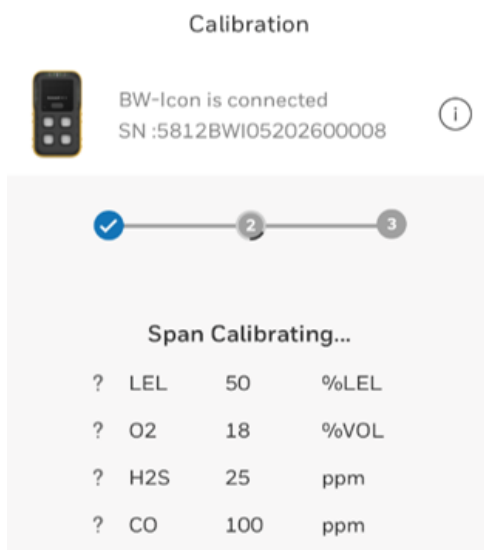 Calibration
BW-Icon is connected
SN :5812BWI05202600008
i
2 3
Span Calibrating...
? LEL 50 %LEL
? O2 18 %VOL
? H2S 25 ppm
? CO 100 ppm